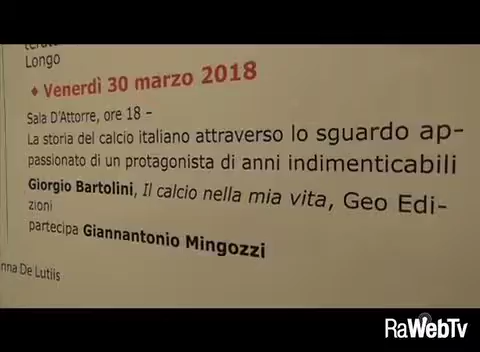 Longo
♦ Venerdì 30 marzo 2018
Sala D'Attorre, ore 18 –
La storia del calcio italiano attraverso lo sguardo ap-
passionato di un protagonista di anni indimenticabili
Giorgio Bartolini, Il calcio nella mia vita, Geo Edi-
zioni
partecipa Giannantonio Mingozzi
nna De Lutiis
RaWebTv